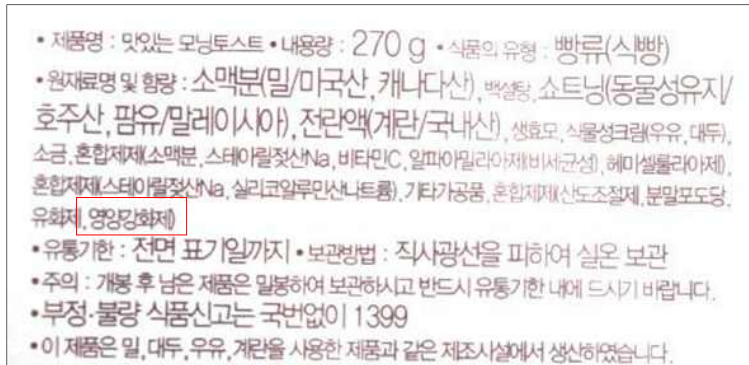 • 제품명 : 맛있는 모닝토스트 • 내용량 : 270 g • 식품의 유형 : 빵류(식빵)
• 원재료명 및 함량 : 소맥분(밀/미국산, 캐나다산), 백설탕, 쇼트닝(동물성유지/
호주산, 팜유/말레이시아), 전란액(계란/국내산), 생효모, 식물성크림(우유, 대두),
소금, 혼합제제(소맥분, 스테아릴젖산Na, 비타민C, 알파아밀라아제(비세균성), 헤미셀룰라아제),
혼합제제(스테아릴젖산Na, 실리코알루민산나트륨), 기타가공품, 혼합제제(산도조절제, 분말포도당,
유화제, 영양강화제)
• 유통기한 : 전면 표기일까지 • 보관방법 : 직사광선을 피하여 실온 보관
• 주의 : 개봉 후 남은 제품은 밀봉하여 보관하시고 반드시 유통기한 내에 드시기 바랍니다.
• 부정·불량 식품신고는 국번없이 1399
• 이 제품은 밀, 대두, 우유, 계란을 사용한 제품과 같은 제조시설에서 생산하였습니다.